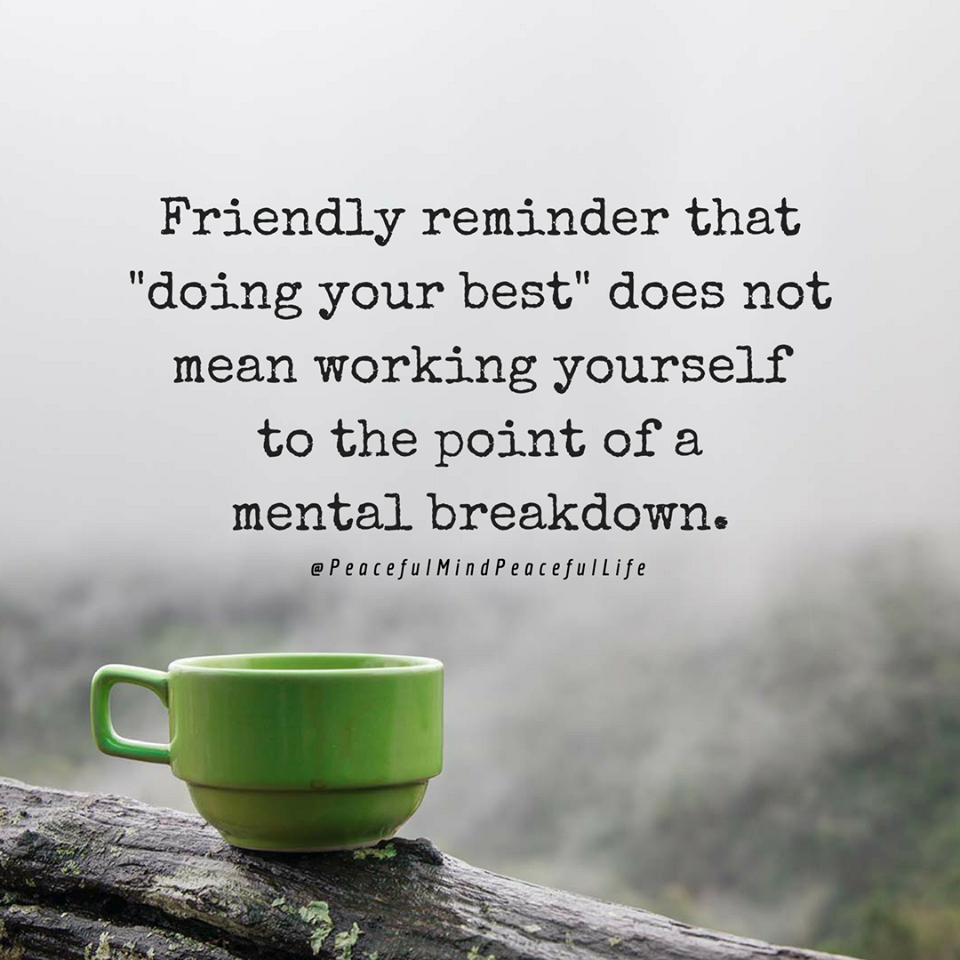 Friendly reminder that
"doing your best" does not
mean working yourself
to the point of a
mental breakdown.
@PeacefulMindPeacefulLife